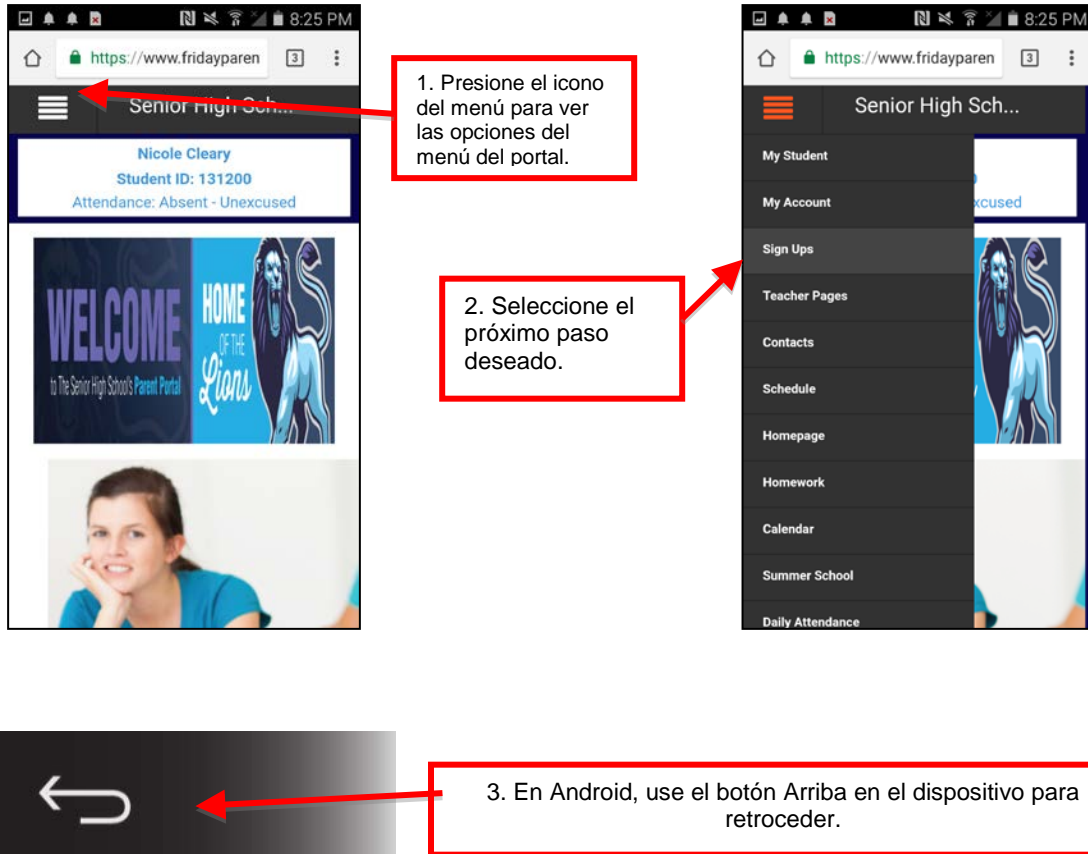 8:25 PM
https://www.fridayparen
3
Senior High Sch...
Nicole Cleary
Student ID: 131200
Attendance: Absent - Unexcused
WELCOME
to The Senior High School's Parent Portal
HOME
OF THE
Lions
1. Presione el icono
del menú para ver
las opciones del
menú del portal.
2. Seleccione el
próximo paso
deseado.
8:25 PM
https://www.fridayparen
3
Senior High Sch...
My Student
My Account
xcused
Sign Ups
Teacher Pages
Contacts
Schedule
Homepage
Homework
Calendar
Summer School
Daily Attendance
3. En Android, use el botón Arriba en el dispositivo para
retroceder.